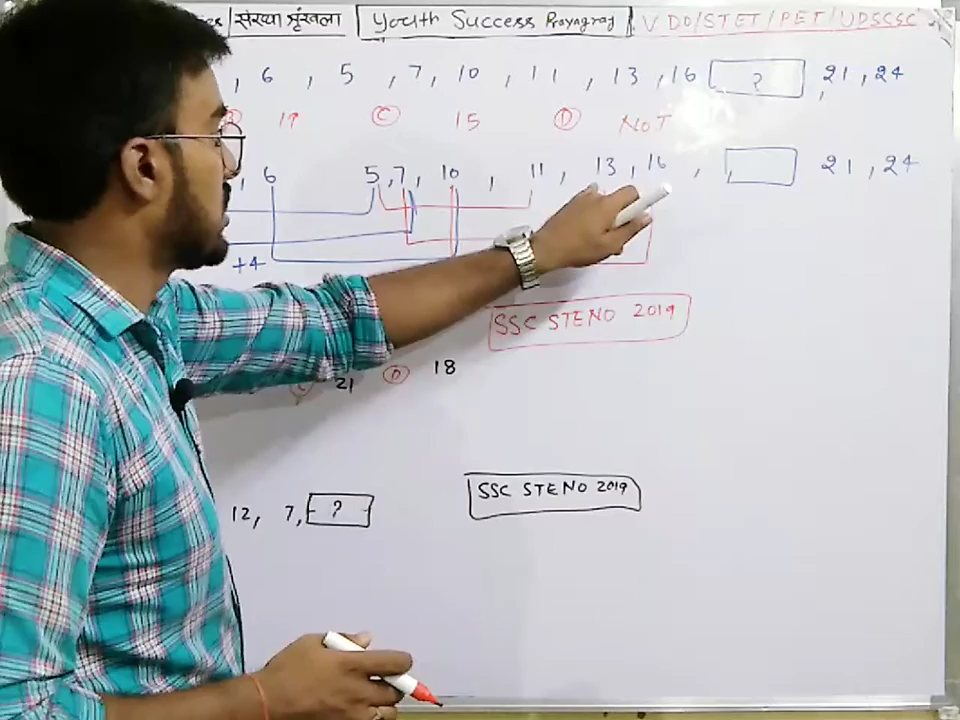 संख्या श्रृंखला Youth Success Prayagraj VDO/STET/PET/UPSSSC
, 6 , 5 , 7, 10 , 11 , 13 , 16 ? , 21 , 24
B 19 C 15 D NOT
, 6 5 , 7, 10 , 11 , 13 , 16 , 21 , 24
+4
SSC STENO 2019
21 D 18
SSC STENO 2019
12, 7, ?